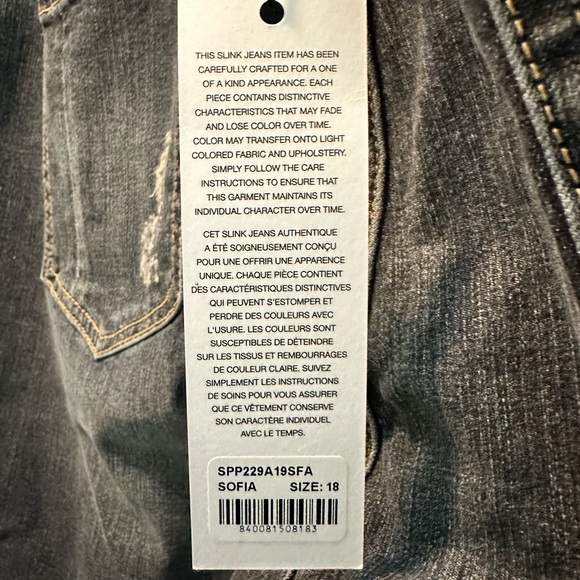 THIS SLINK JEANS ITEM HAS BEEN
CAREFULLY CRAFTED FOR A ONE
OF A KIND APPEARANCE. EACH
PIECE CONTAINS DISTINCTIVE
CHARACTERISTICS THAT MAY FADE
AND LOSE COLOR OVER TIME.
COLOR MAY TRANSFER ONTO LIGHT
COLORED FABRIC AND UPHOLSTERY.
SIMPLY FOLLOW THE CARE
INSTRUCTIONS TO ENSURE THAT
THIS GARMENT MAINTAINS ITS
INDIVIDUAL CHARACTER OVER TIME.
CET SLINK JEANS AUTHENTIQUE
A ÉTÉ SOIGNEUSEMENT CONÇU
POUR UNE OFFRIR UNE APPARENCE
UNIQUE. CHAQUE PIÈCE CONTIENT
DES CARACTÉRISTIQUES DISTINCTIVES
QUI PEUVENT S'ESTOMPER ET
PERDRE DES COULEURS AVEC
L'USURE. LES COULEURS SONT
SUSCEPTIBLES DE DÉTEINDRE
SUR LES TISSUS ET REMBOURRAGES
DE COULEUR CLAIRE. SUIVEZ
SIMPLEMENT LES INSTRUCTIONS
DE SOINS POUR VOUS ASSURER
QUE CE VÊTEMENT CONSERVE
SON CARACTÈRE INDIVIDUEL
AVEC LE TEMPS.
SPP229A19SFA
SOFIA SIZE: 18
840081508183